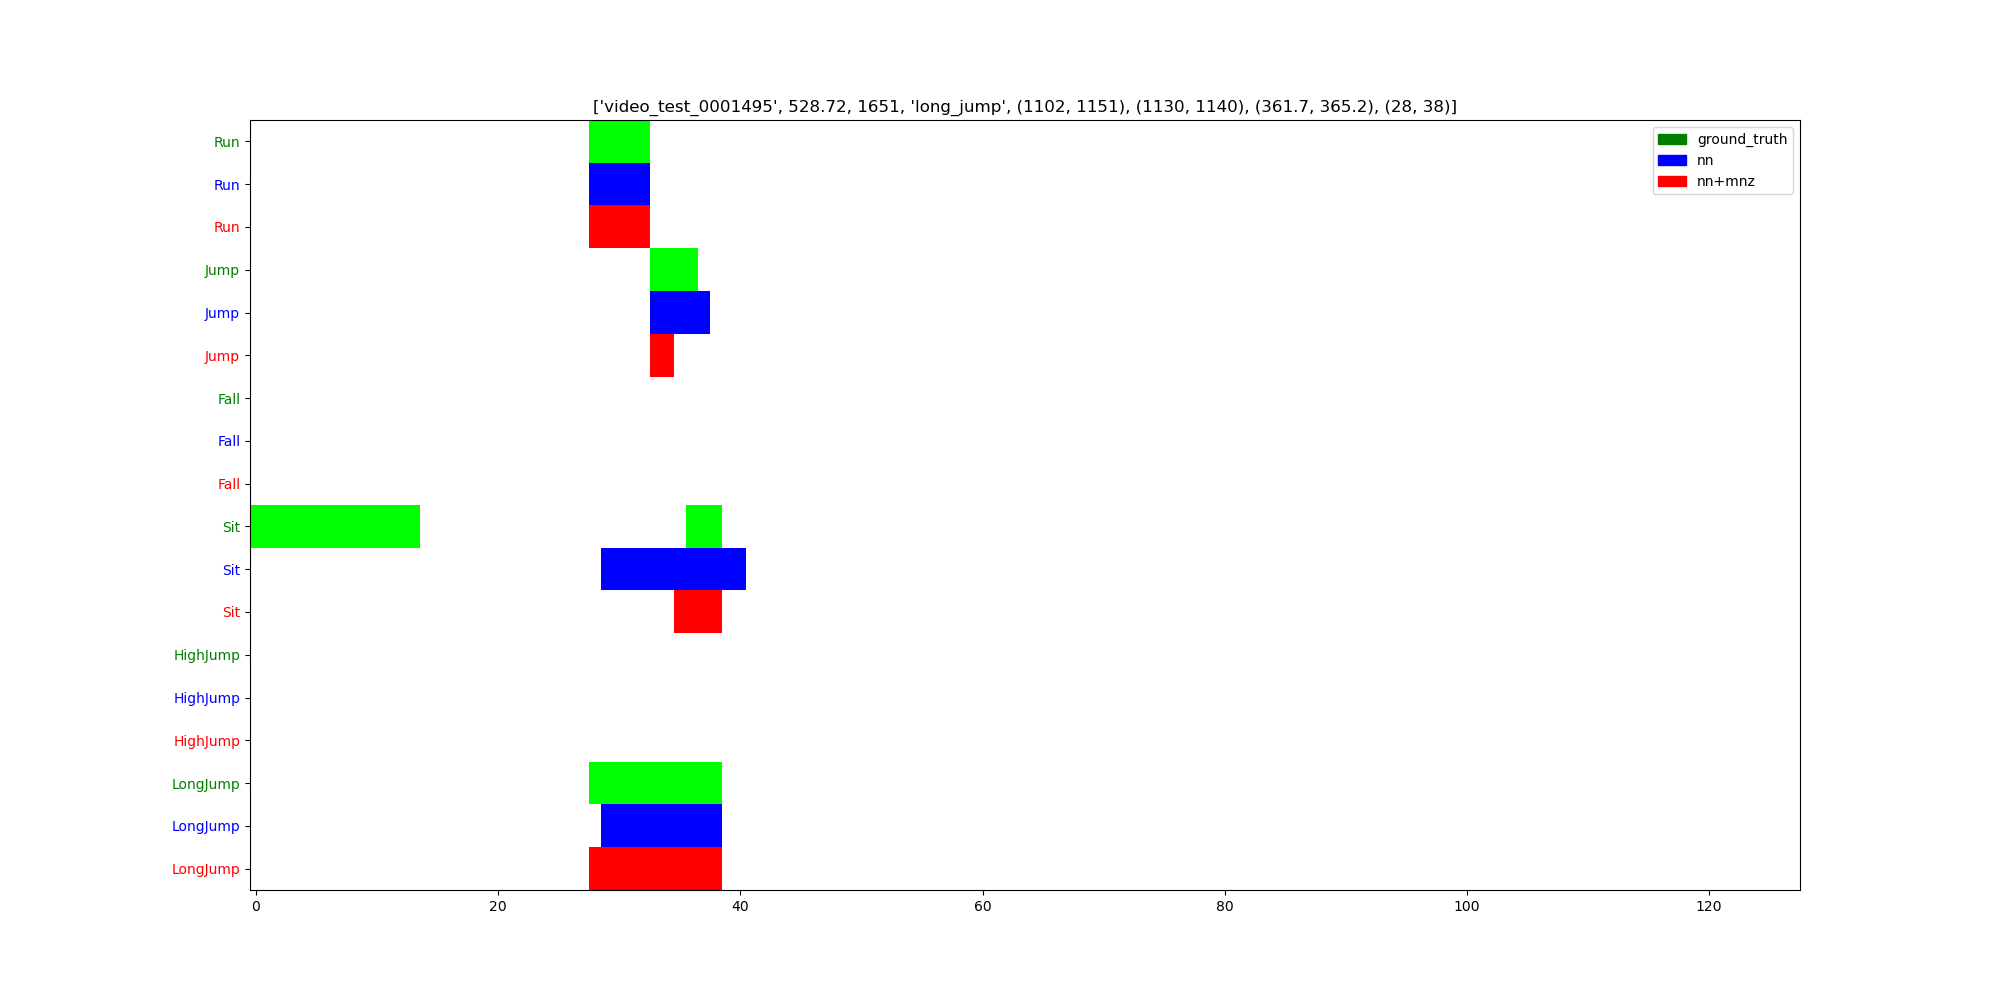 ['video_test_0001495', 528.72, 1651, 'long_jump', (1102, 1151), (1130, 1140), (361.7, 365.2), (28, 38)]
ground_truth
nn
nn+mnz
Run
Run
Run
Jump
Jump
Jump
Fall
Fall
Fall
Sit
Sit
Sit
HighJump
HighJump
HighJump
LongJump
LongJump
LongJump
0 20 40 60 80 100 120